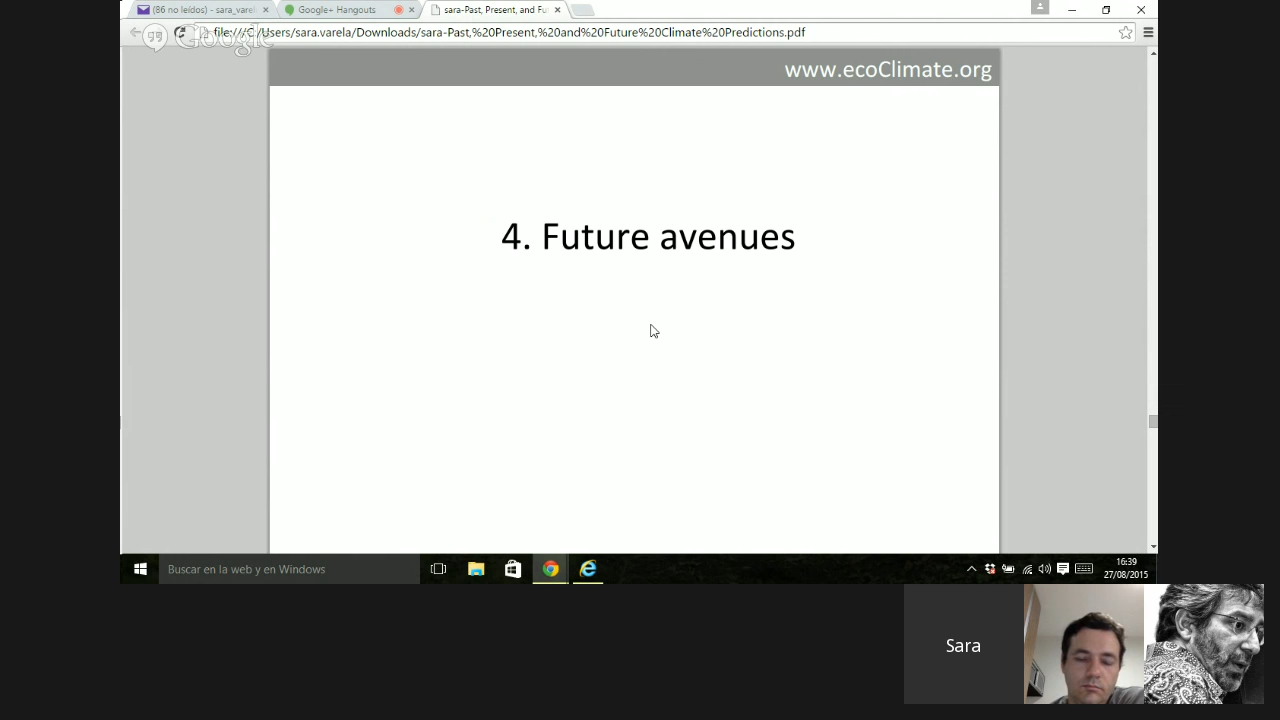 (86 no leídos) - sara_varel
Google+ Hangouts
sara-Past, Present, and Fu
Google
file:///C:/Users/sara.varela/Downloads/sara-Past,%20Present,%20and%20Future%20Climate%20Predictions.pdf
www.ecoClimate.org
4. Future avenues
Buscar en la web y en Windows
16:39
27/08/2015
Sara